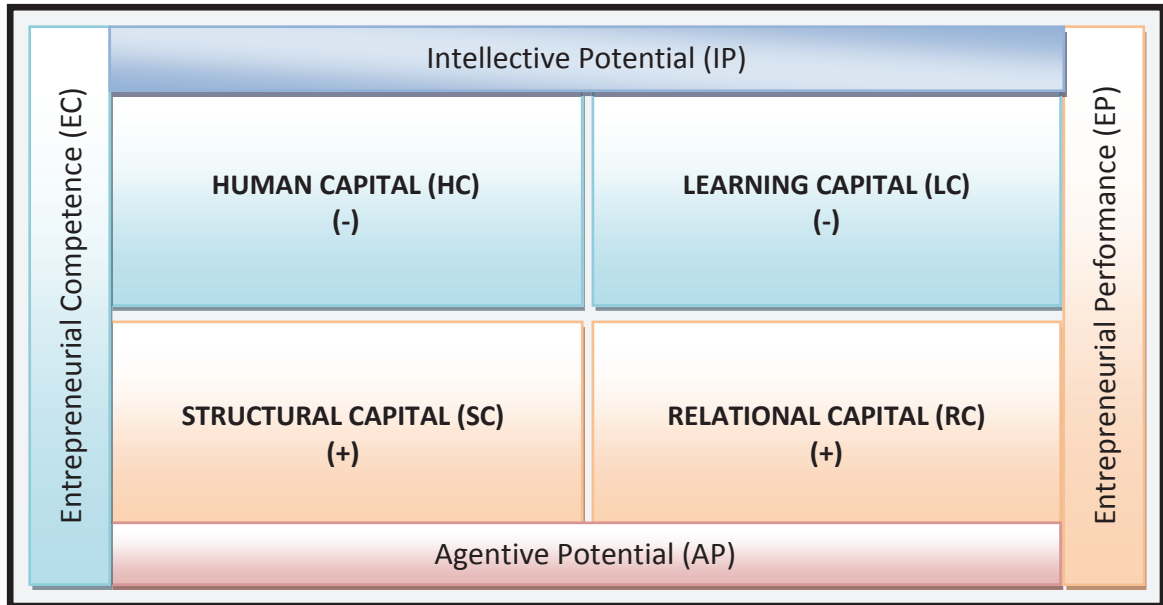 Intellective Potential (IP)
Entrepreneurial Competence (EC)
HUMAN CAPITAL (HC)
(-)
LEARNING CAPITAL (LC)
(-)
STRUCTURAL CAPITAL (SC)
(+)
RELATIONAL CAPITAL (RC)
(+)
Entrepreneurial Performance (EP)
Agentive Potential (AP)